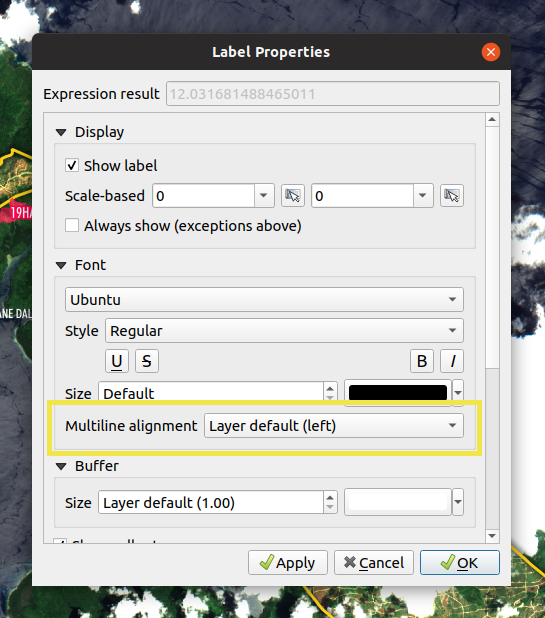 Label Properties
Expression result 12.031681488465011
Display
Show label
Scale-based 0 0
Always show (exceptions above)
19HA
ANE DAL
Font
Ubuntu
Style Regular
U S B I
Size Default
Multiline alignment Layer default (left)
Buffer
Size Layer default (1.00)
Apply Cancel OK